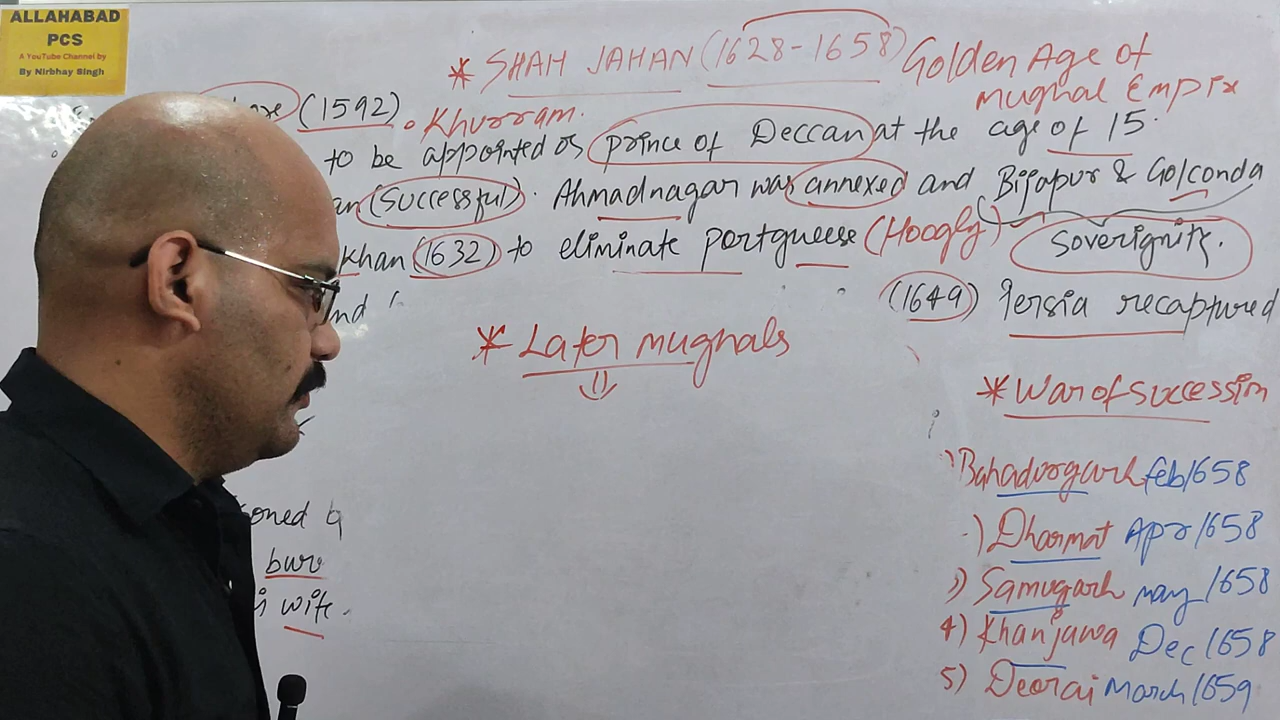 ALLAHABAD
PCS
A YouTube Channel by
By Nirbhay Singh
* SHAH JAHAN (1628-1658) Golden Age of
Mughal Empire
(1592) • Khurram.
to be appointed as prince of Deccan at the age of 15.
(Successful). Ahmadnagar was annexed and Bijapur & Golconda
Khan (1632) to eliminate portgueese (Hoogly) Soverignity.
(1649) Persia recaptured
* Later mughals
* War of Succession
1) Bahadurgarh feb/1658
2) Dharmat Apr/1658
3) Samugarh may/1658
4) Khanjawa Dec/1658
5) Deorai March/1659
wife.